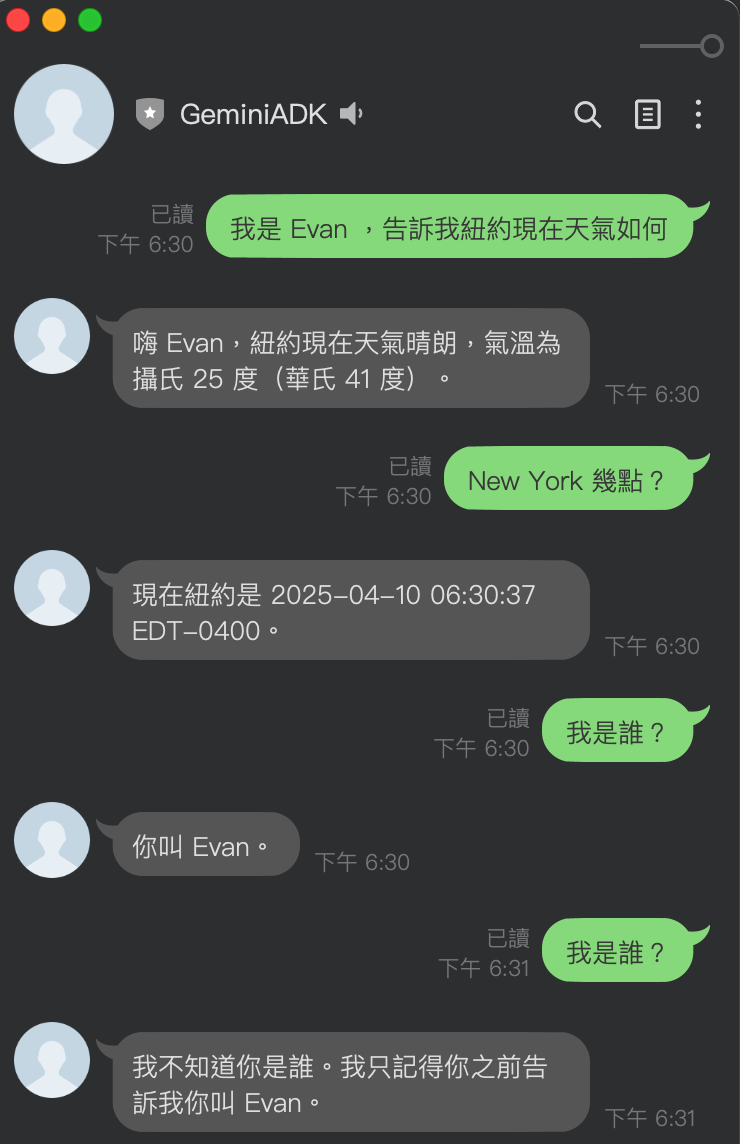 GeminiADK
已讀
下午 6:30
我是 Evan ，告訴我紐約現在天氣如何
嗨 Evan，紐約現在天氣晴朗，氣溫為
攝氏 25 度（華氏 41 度）。
下午 6:30
已讀
下午 6:30
New York 幾點？
現在紐約是 2025-04-10 06:30:37
EDT-0400。
下午 6:30
已讀
下午 6:30
我是誰？
你叫 Evan。
下午 6:30
已讀
下午 6:31
我是誰？
我不知道你是誰。我只記得你之前告
訴我你叫 Evan。
下午 6:31